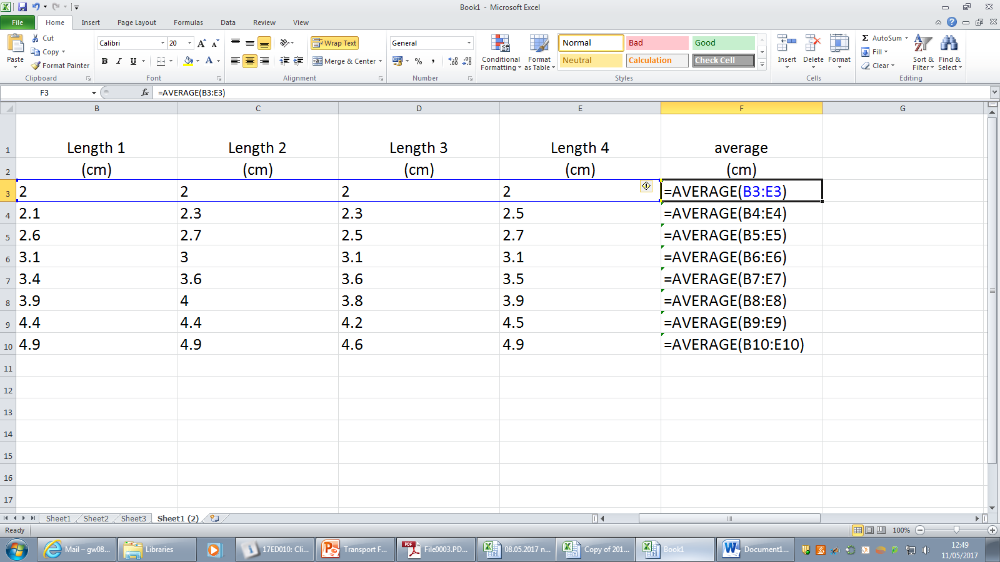 Book1 - Microsoft Excel
File Home Insert Page Layout Formulas Data Review View
Paste Cut Copy Format Painter Clipboard
Calibri 20 A A B I U A Font
Wrap Text Merge & Center Alignment
General % , Number
Conditional Formatting Format as Table Normal Bad Good Neutral Calculation Check Cell Styles
Insert Delete Format Cells
Σ AutoSum Fill Clear Sort & Filter Find & Select Editing
F3 fx =AVERAGE(B3:E3)
B C D E F G
1 Length 1 Length 2 Length 3 Length 4 average
2 (cm) (cm) (cm) (cm) (cm)
3 2 2 2 2 =AVERAGE(B3:E3)
4 2.1 2.3 2.3 2.5 =AVERAGE(B4:E4)
5 2.6 2.7 2.5 2.7 =AVERAGE(B5:E5)
6 3.1 3 3.1 3.1 =AVERAGE(B6:E6)
7 3.4 3.6 3.6 3.5 =AVERAGE(B7:E7)
8 3.9 4 3.8 3.9 =AVERAGE(B8:E8)
9 4.4 4.4 4.2 4.5 =AVERAGE(B9:E9)
10 4.9 4.9 4.6 4.9 =AVERAGE(B10:E10)
11
12
13
14
15
16
17
Sheet1 Sheet2 Sheet3 Sheet1 (2)
Ready 100%
Mail – gw08... Libraries 17ED010: Cli... Transport F... File0003.PD... 08.05.2017 n... Copy of 201... Book1 Document1... 12:49
11/05/2017